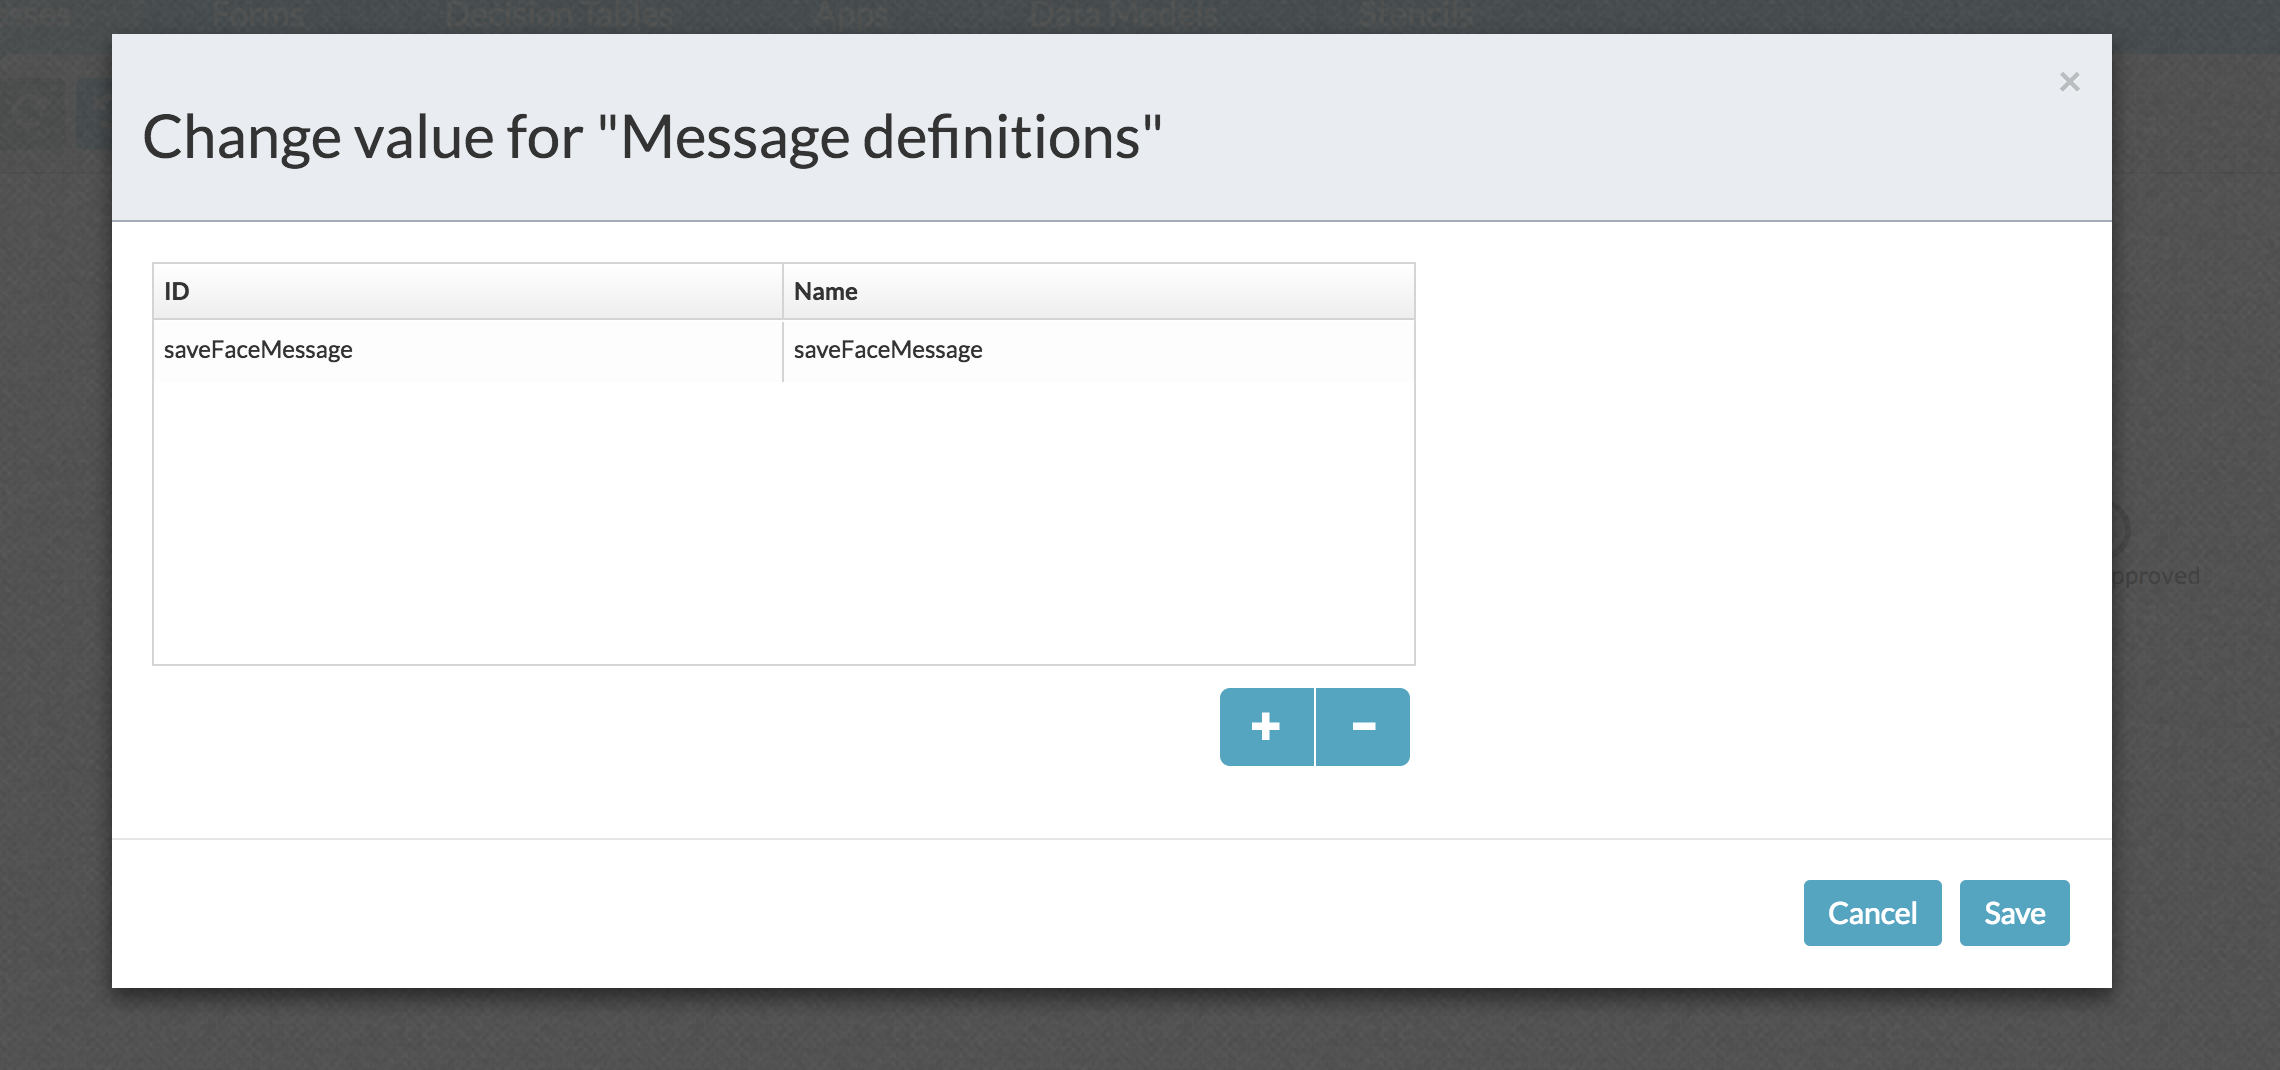 Forms Decision Tables Apps Data Models Stencils
×
Change value for "Message definitions"
ID Name
saveFaceMessage saveFaceMessage
pproved
Cancel Save